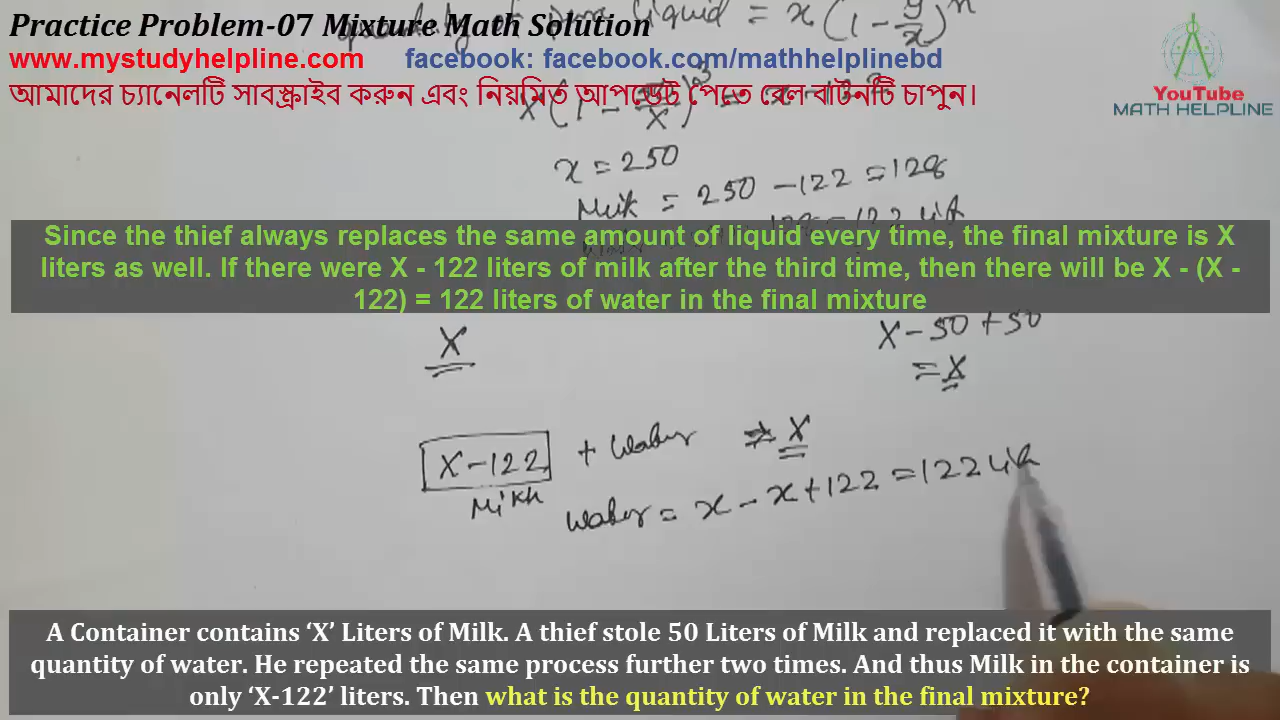 quantity of pure liquid = x(1 - y/x)^n
Practice Problem-07 Mixture Math Solution
www.mystudyhelpline.com facebook: facebook.com/mathhelplinebd
আমাদের চ্যানেলটি সাবস্ক্রাইব করুন এবং নিয়মিত আপডেট পেতে বেল বাটনটি চাপুন।
YouTube
MATH HELPLINE
x = 250
Milk = 250 - 122 = 128
Since the thief always replaces the same amount of liquid every time, the final mixture is X
liters as well. If there were X - 122 liters of milk after the third time, then there will be X - (X -
122) = 122 liters of water in the final mixture
X
X - 50 + 50
= X
X - 122 + Water ⇒ X
Milk
Water = x - x + 122 = 122 lit
A Container contains ‘X’ Liters of Milk. A thief stole 50 Liters of Milk and replaced it with the same
quantity of water. He repeated the same process further two times. And thus Milk in the container is
only ‘X-122’ liters. Then what is the quantity of water in the final mixture?